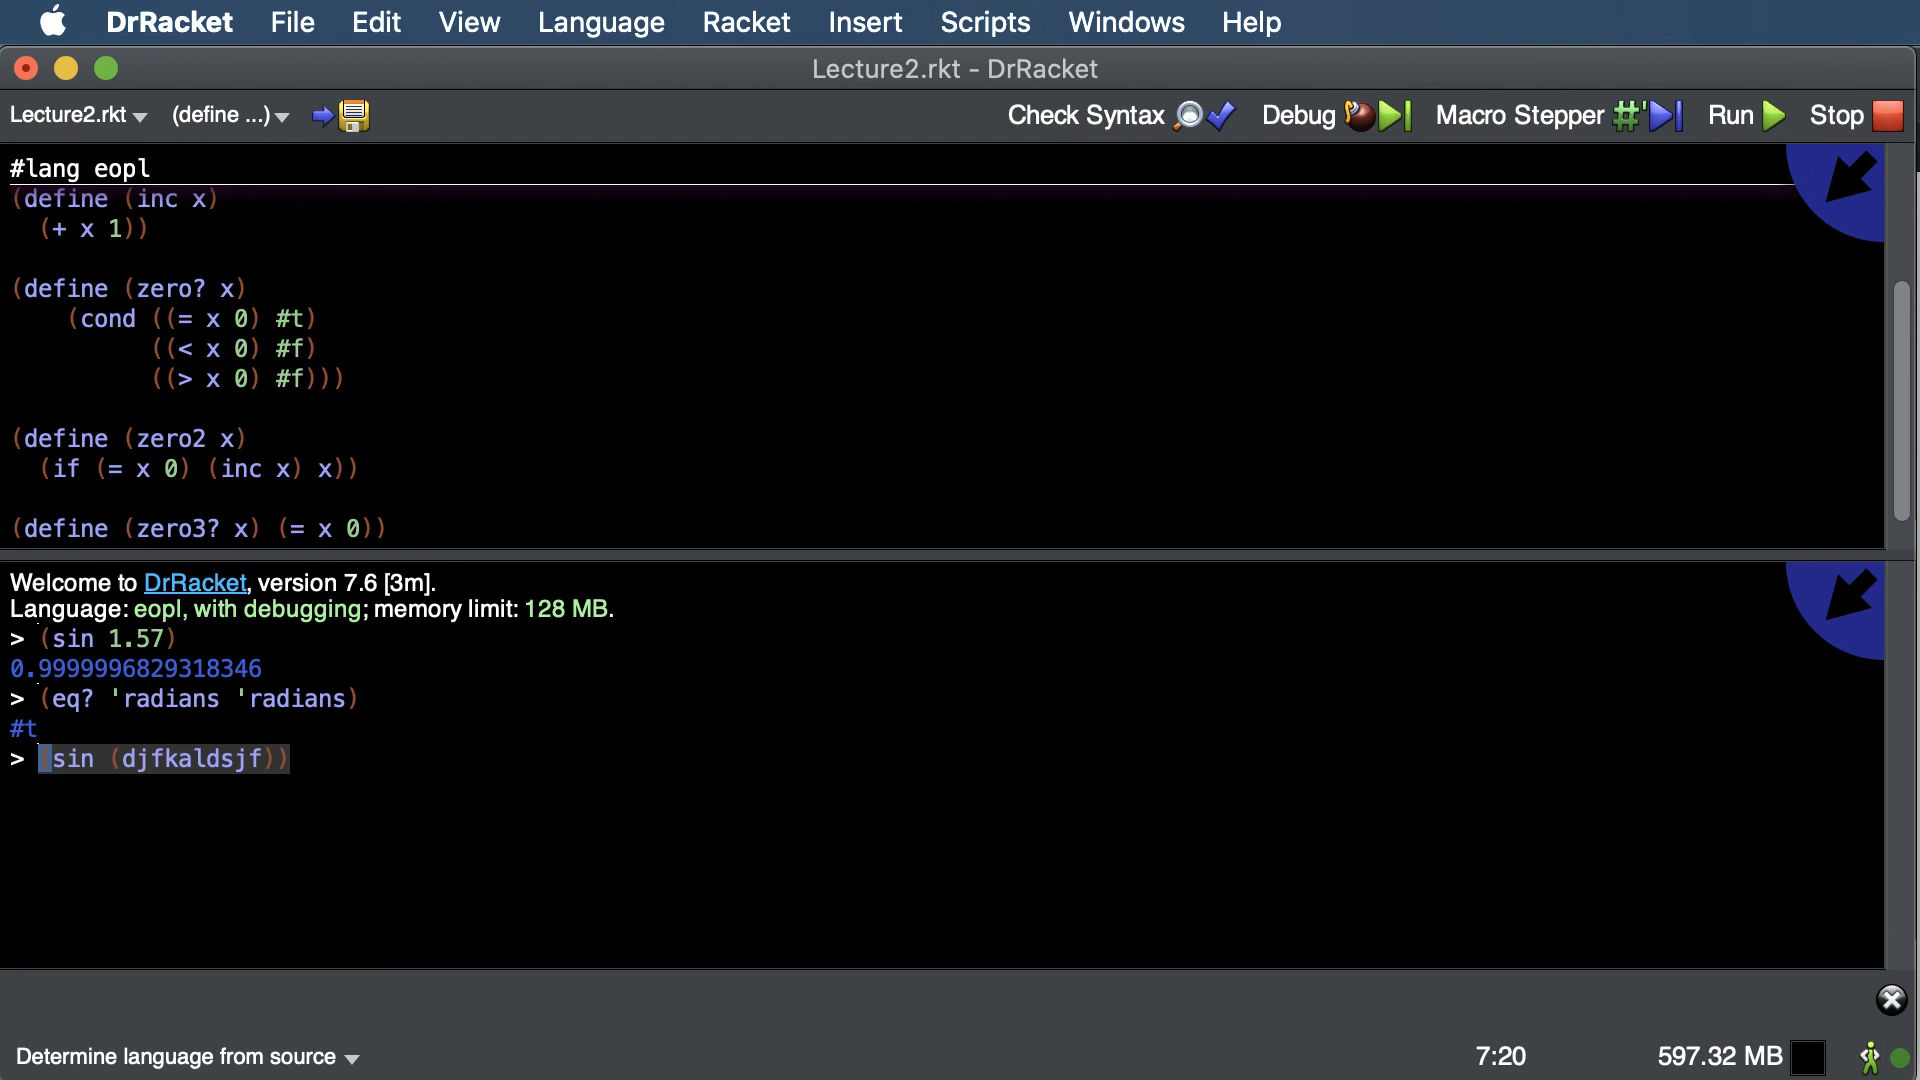 DrRacket File Edit View Language Racket Insert Scripts Windows Help
Lecture2.rkt - DrRacket
Lecture2.rkt (define ...) Check Syntax Debug Macro Stepper #' Run Stop
#lang eopl
(define (inc x)
  (+ x 1))
(define (zero? x)
    (cond ((= x 0) #t)
          ((< x 0) #f)
          ((> x 0) #f)))
(define (zero2 x)
  (if (= x 0) (inc x) x))
(define (zero3? x) (= x 0))
Welcome to DrRacket, version 7.6 [3m].
Language: eopl, with debugging; memory limit: 128 MB.
> (sin 1.57)
0.9999996829318346
> (eq? 'radians 'radians)
#t
> (sin (djfkaldsjf))
Determine language from source 7:20 597.32 MB